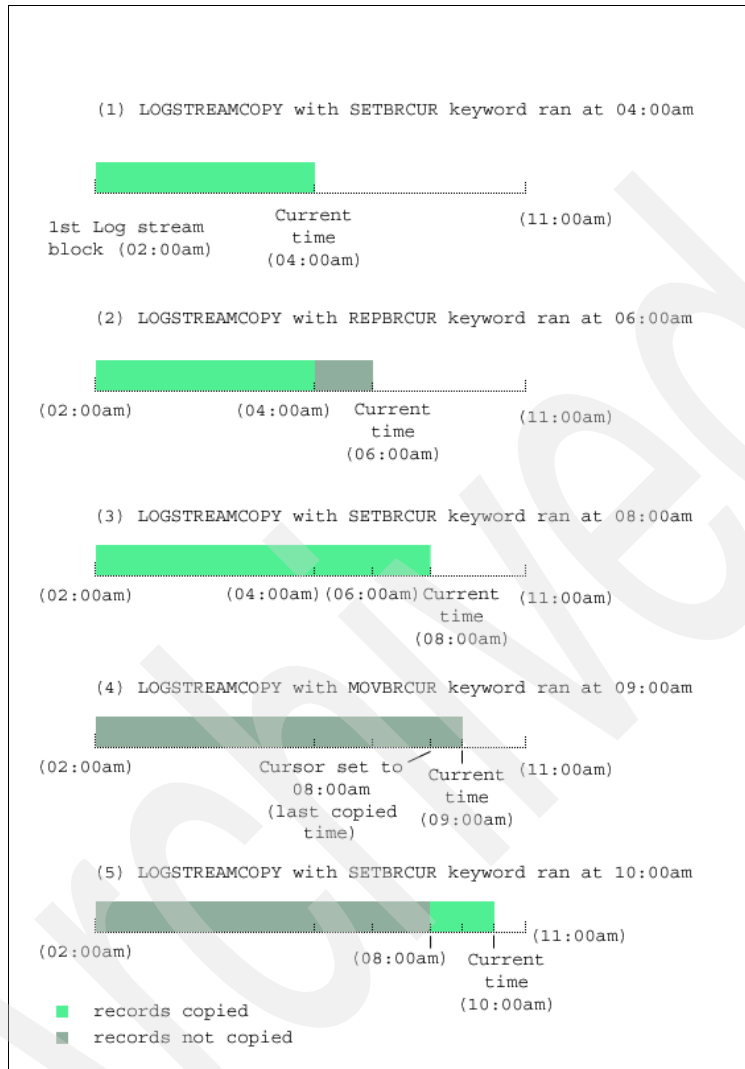 (1) LOGSTREAMCOPY with SETBRCUR keyword ran at 04:00am
1st Log stream
block (02:00am)
Current
time
(04:00am)
(11:00am)
(2) LOGSTREAMCOPY with REPBRCUR keyword ran at 06:00am
(02:00am)
(04:00am)
Current
time
(06:00am)
(11:00am)
(3) LOGSTREAMCOPY with SETBRCUR keyword ran at 08:00am
(02:00am)
(04:00am)
(06:00am)
Current
time
(08:00am)
(11:00am)
(4) LOGSTREAMCOPY with MOVBRCUR keyword ran at 09:00am
(02:00am)
Cursor set to
08:00am
(last copied
time)
Current
time
(09:00am)
(11:00am)
(5) LOGSTREAMCOPY with SETBRCUR keyword ran at 10:00am
(02:00am)
(08:00am)
Current
time
(10:00am)
(11:00am)
records copied
records not copied
Archived